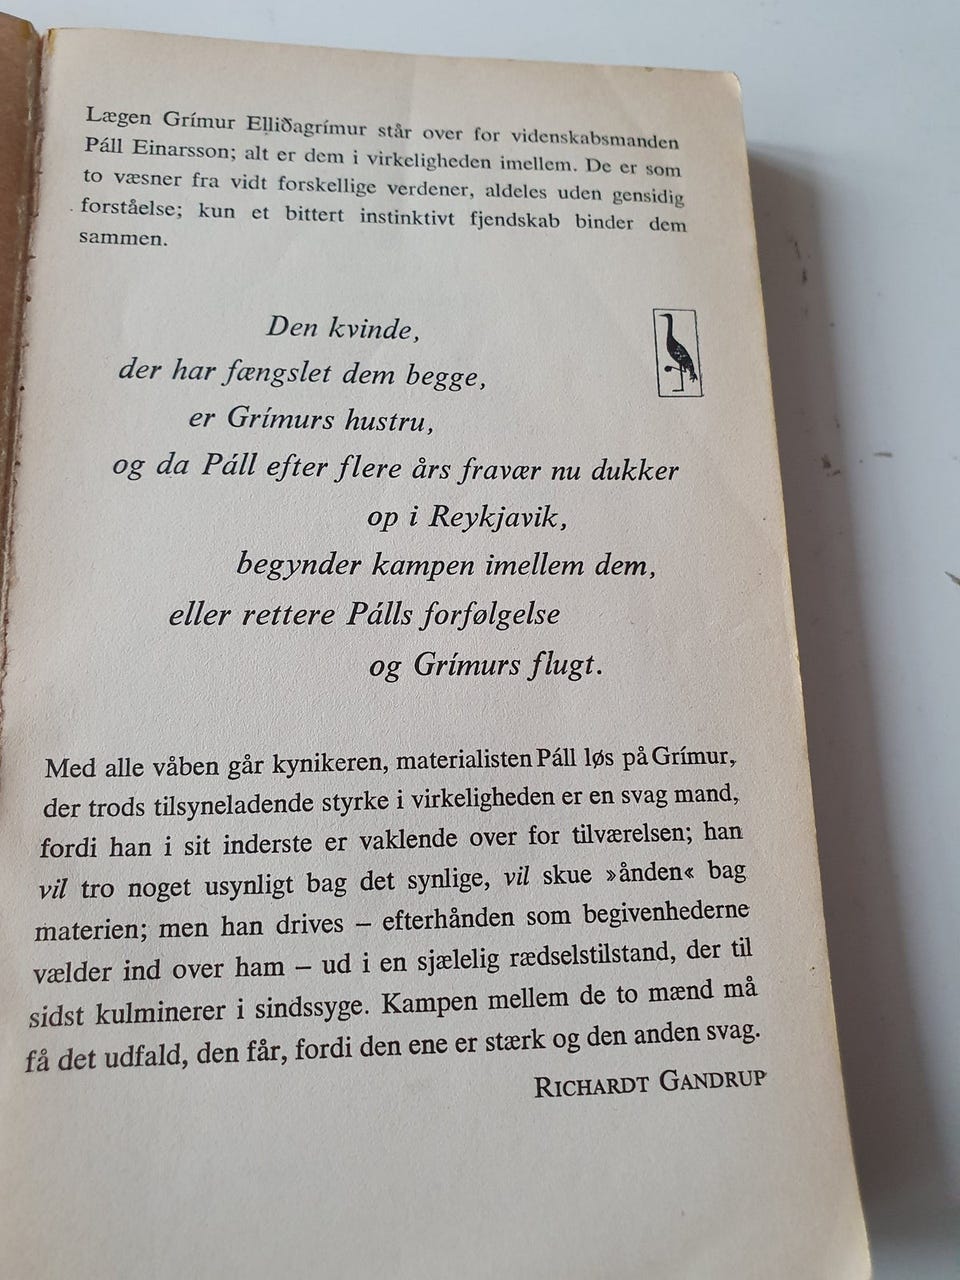 Lægen Grímur Elliðagrímur står over for videnskabsmanden
Páll Einarsson; alt er dem i virkeligheden imellem. De er som
to væsner fra vidt forskellige verdener, aldeles uden gensidig
forståelse; kun et bittert instinktivt fjendskab binder dem
sammen.
Den kvinde,
der har fængslet dem begge,
er Grímurs hustru,
og da Páll efter flere års fravær nu dukker
op i Reykjavik,
begynder kampen imellem dem,
eller rettere Pálls forfølgelse
og Grímurs flugt.
Med alle våben går kynikeren, materialisten Páll løs på Grímur,
der trods tilsyneladende styrke i virkeligheden er en svag mand,
fordi han i sit inderste er vaklende over for tilværelsen; han
vil tro noget usynligt bag det synlige, vil skue »ånden« bag
materien; men han drives – efterhånden som begivenhederne
vælder ind over ham – ud i en sjælelig rædselstilstand, der til
sidst kulminerer i sindssyge. Kampen mellem de to mænd må
få det udfald, den får, fordi den ene er stærk og den anden svag.
RICHARDT GANDRUP